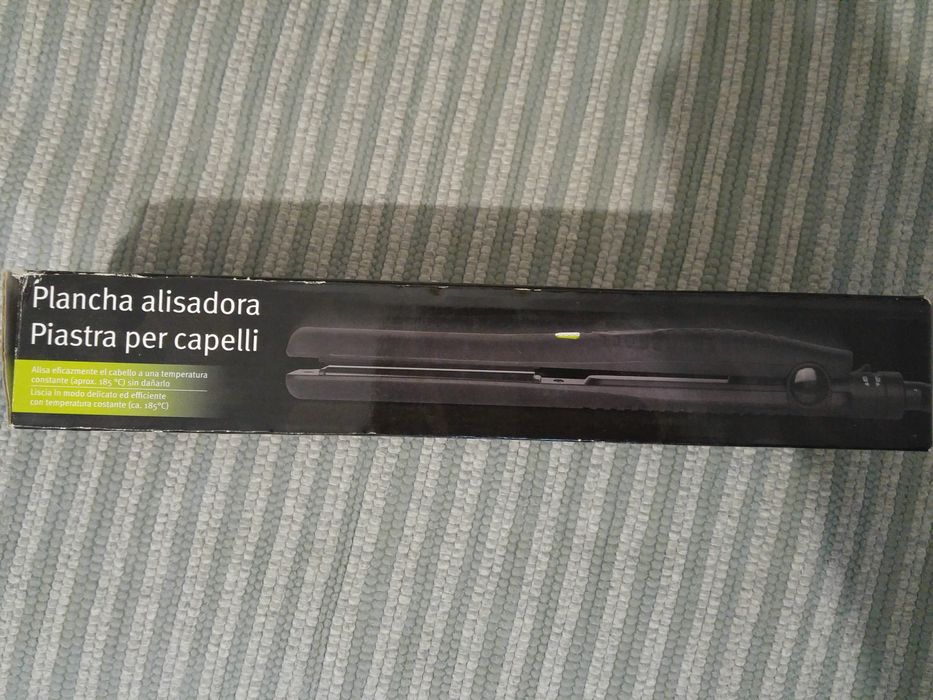 Plancha alisadora
Piastra per capelli
Alisa eficazmente el cabello a una temperatura
constante (aprox. 185 °C) sin dañarlo
Liscia in modo delicato ed efficiente
con temperatura costante (ca. 185°C)